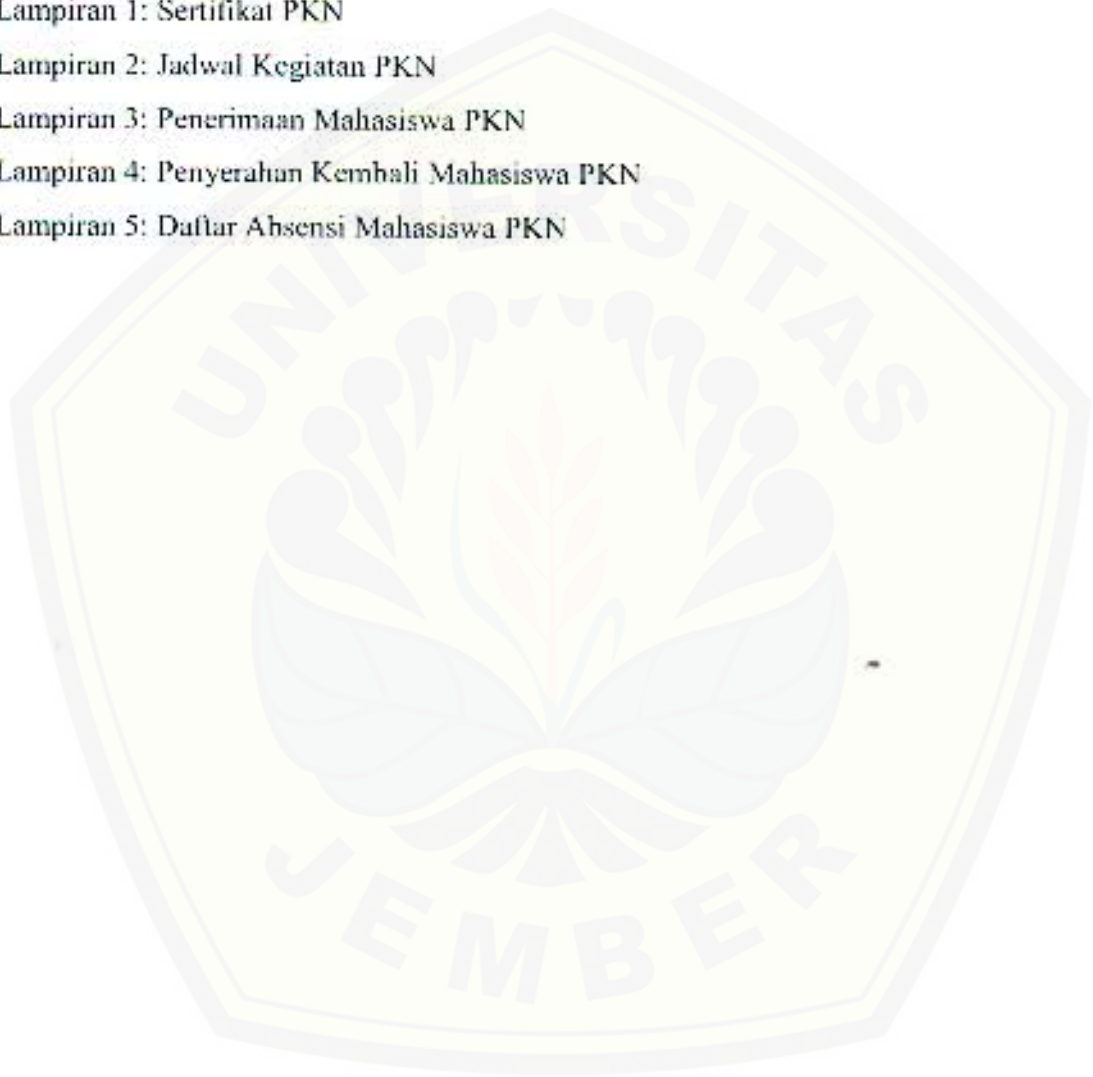 Lampiran 1: Sertifikat PKN
Lampiran 2: Jadwal Kegiatan PKN
Lampiran 3: Penerimaan Mahasiswa PKN
Lampiran 4: Penyerahan Kembali Mahasiswa PKN
Lampiran 5: Daftar Absensi Mahasiswa PKN
UNIVERSITAS
JEMBER